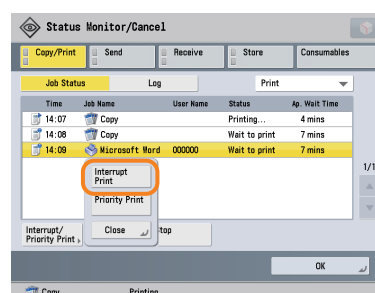 Status Monitor/Cancel
Copy/Print Send Receive Store Consumables
Job Status Log Print
Time Job Name User Name Status Ap. Wait Time
14:07 Copy Printing... 4 mins
14:08 Copy Wait to print 7 mins
14:09 Microsoft Word 000000 Wait to print 7 mins
1/1
Interrupt
Print
Priority Print
Close
Interrupt/
Priority Print
OK
Copy Printing